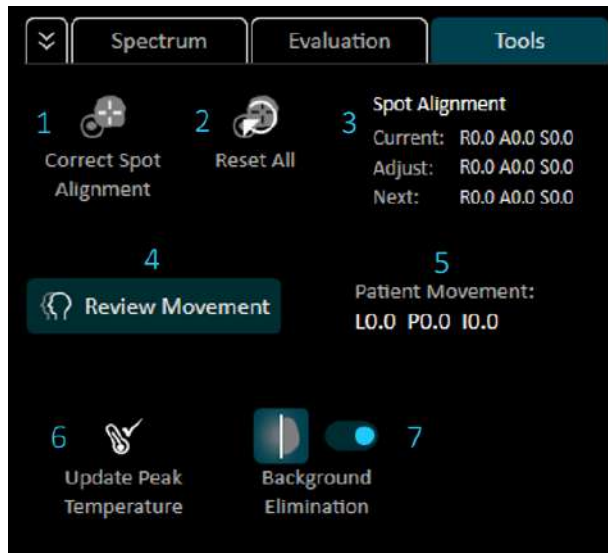 Spectrum Evaluation Tools
1 2 3 Spot Alignment
Correct Spot Alignment
Reset All
Current: R0.0 A0.0 S0.0
Adjust: R0.0 A0.0 S0.0
Next: R0.0 A0.0 S0.0
4
Review Movement
5
Patient Movement:
L0.0 P0.0 I0.0
6
Update Peak
Temperature
7
Background
Elimination